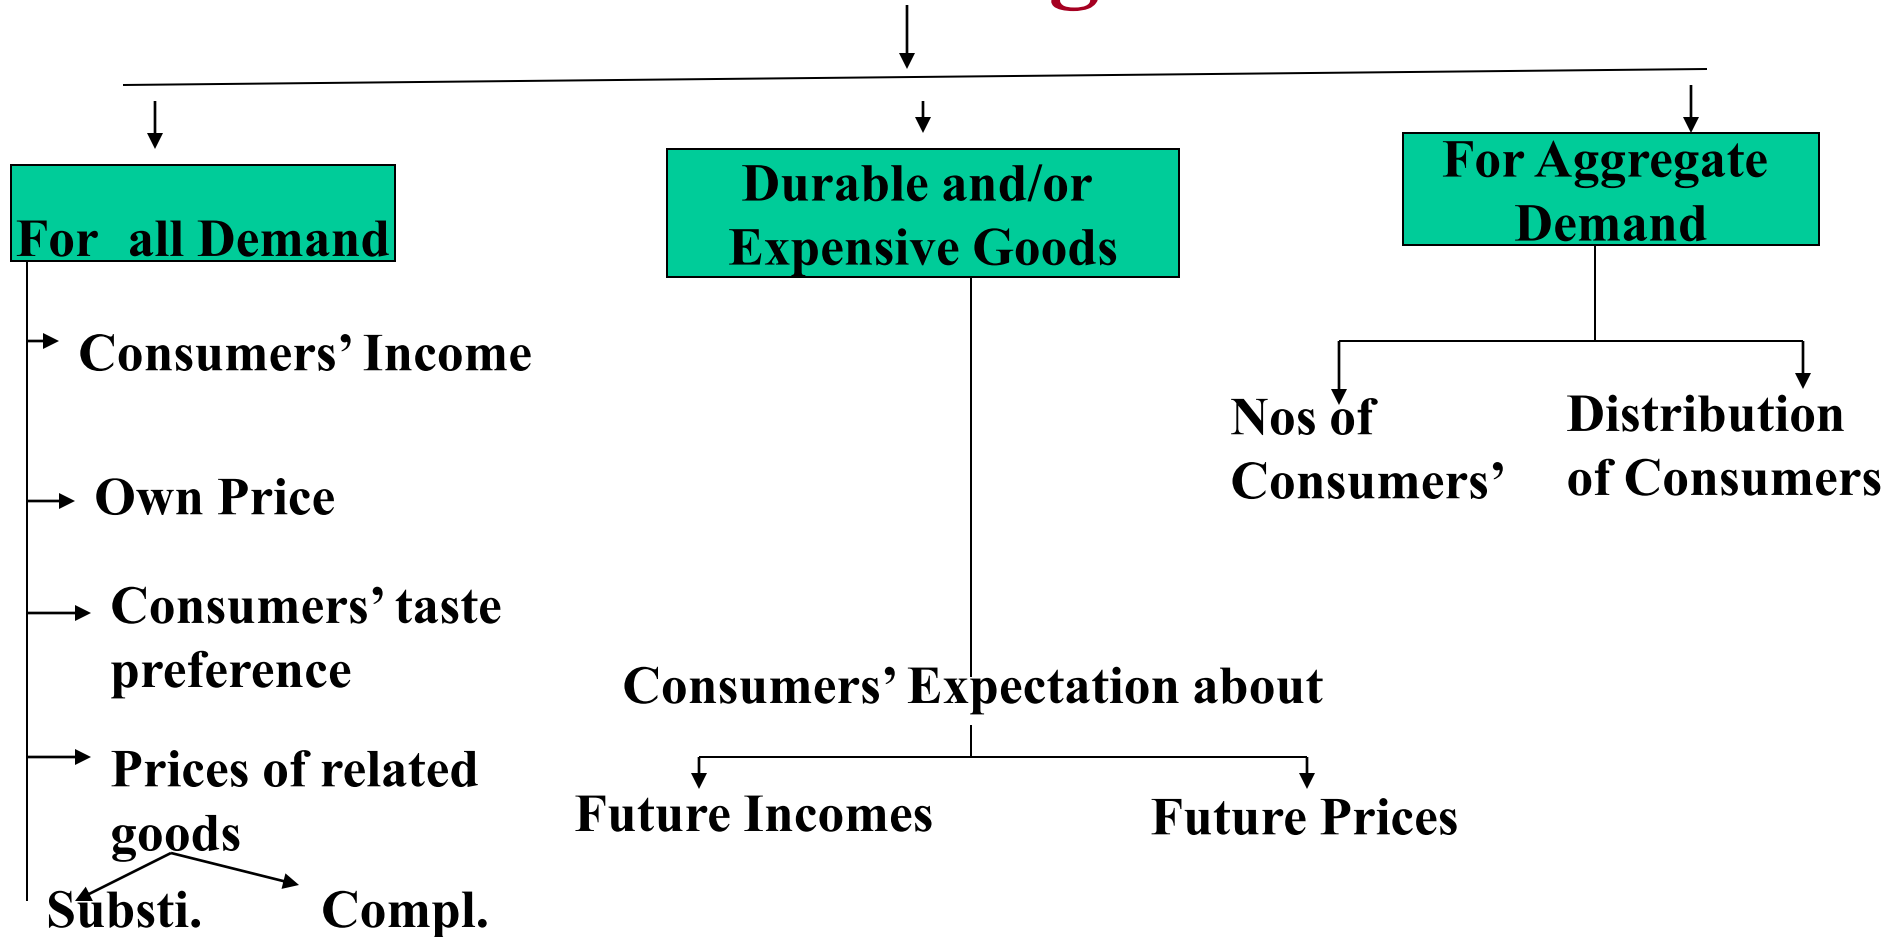 For all Demand
Consumers’ Income
Own Price
Consumers’ taste
preference
Prices of related
goods
Substi.
Compl.
Durable and/or
Expensive Goods
Consumers’ Expectation about
Future Incomes
Future Prices
For Aggregate
Demand
Nos of
Consumers’
Distribution
of Consumers